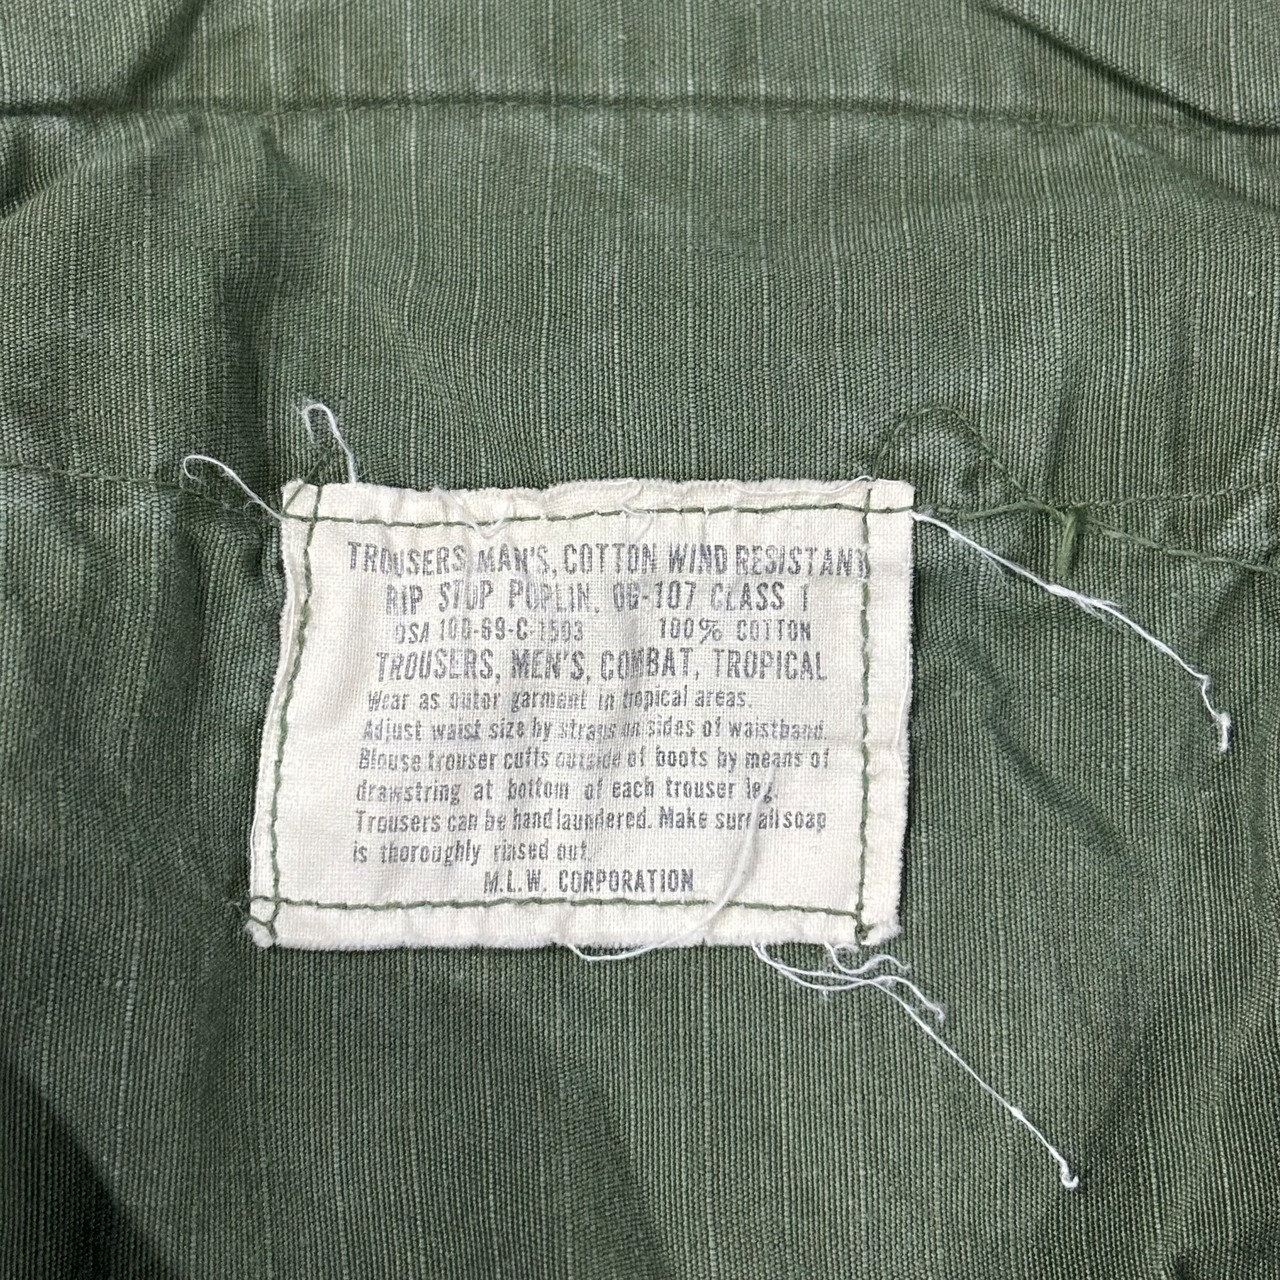 TROUSERS, MAN'S, COTTON WIND RESISTANT
RIP STOP POPLIN, OG-107 CLASS 1
DSA 100-69-C-1593 100% COTTON
TROUSERS, MEN'S, COMBAT, TROPICAL
Wear as outer garment in tropical areas.
Adjust waist size by straps on sides of waistband.
Blouse trouser cuffs outside of boots by means of
drawstring at bottom of each trouser leg.
Trousers can be hand laundered. Make sure all soap
is thoroughly rinsed out.
M.L.W. CORPORATION